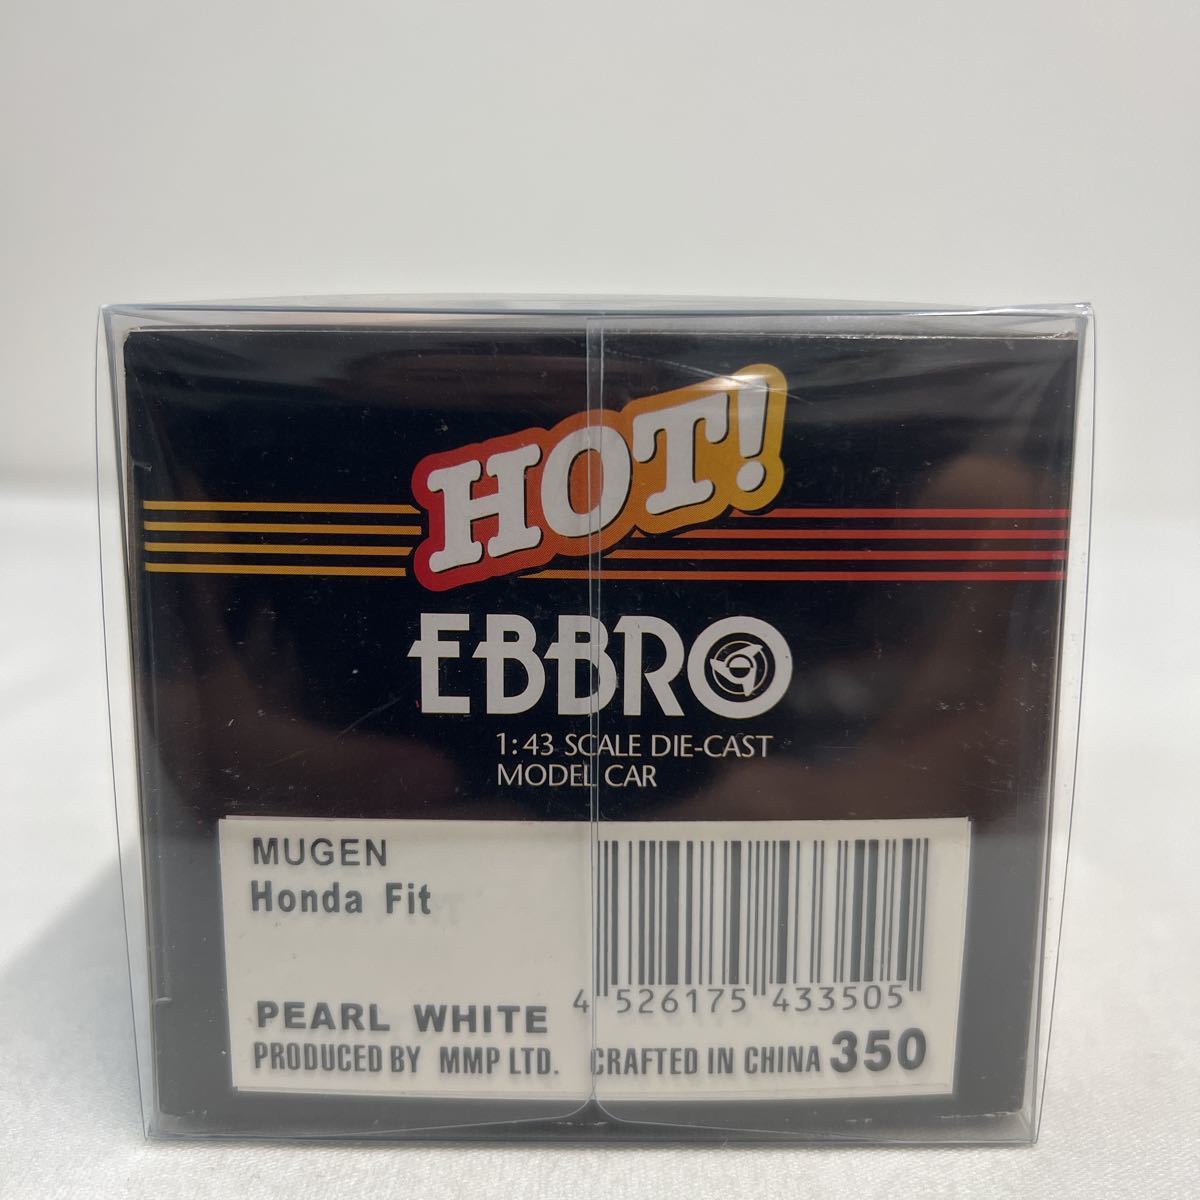 HOT!
EBBRO
1:43 SCALE DIE-CAST
MODEL CAR
MUGEN
Honda Fit
PEARL WHITE
4 526175 433505
PRODUCED BY MMP LTD. CRAFTED IN CHINA 350